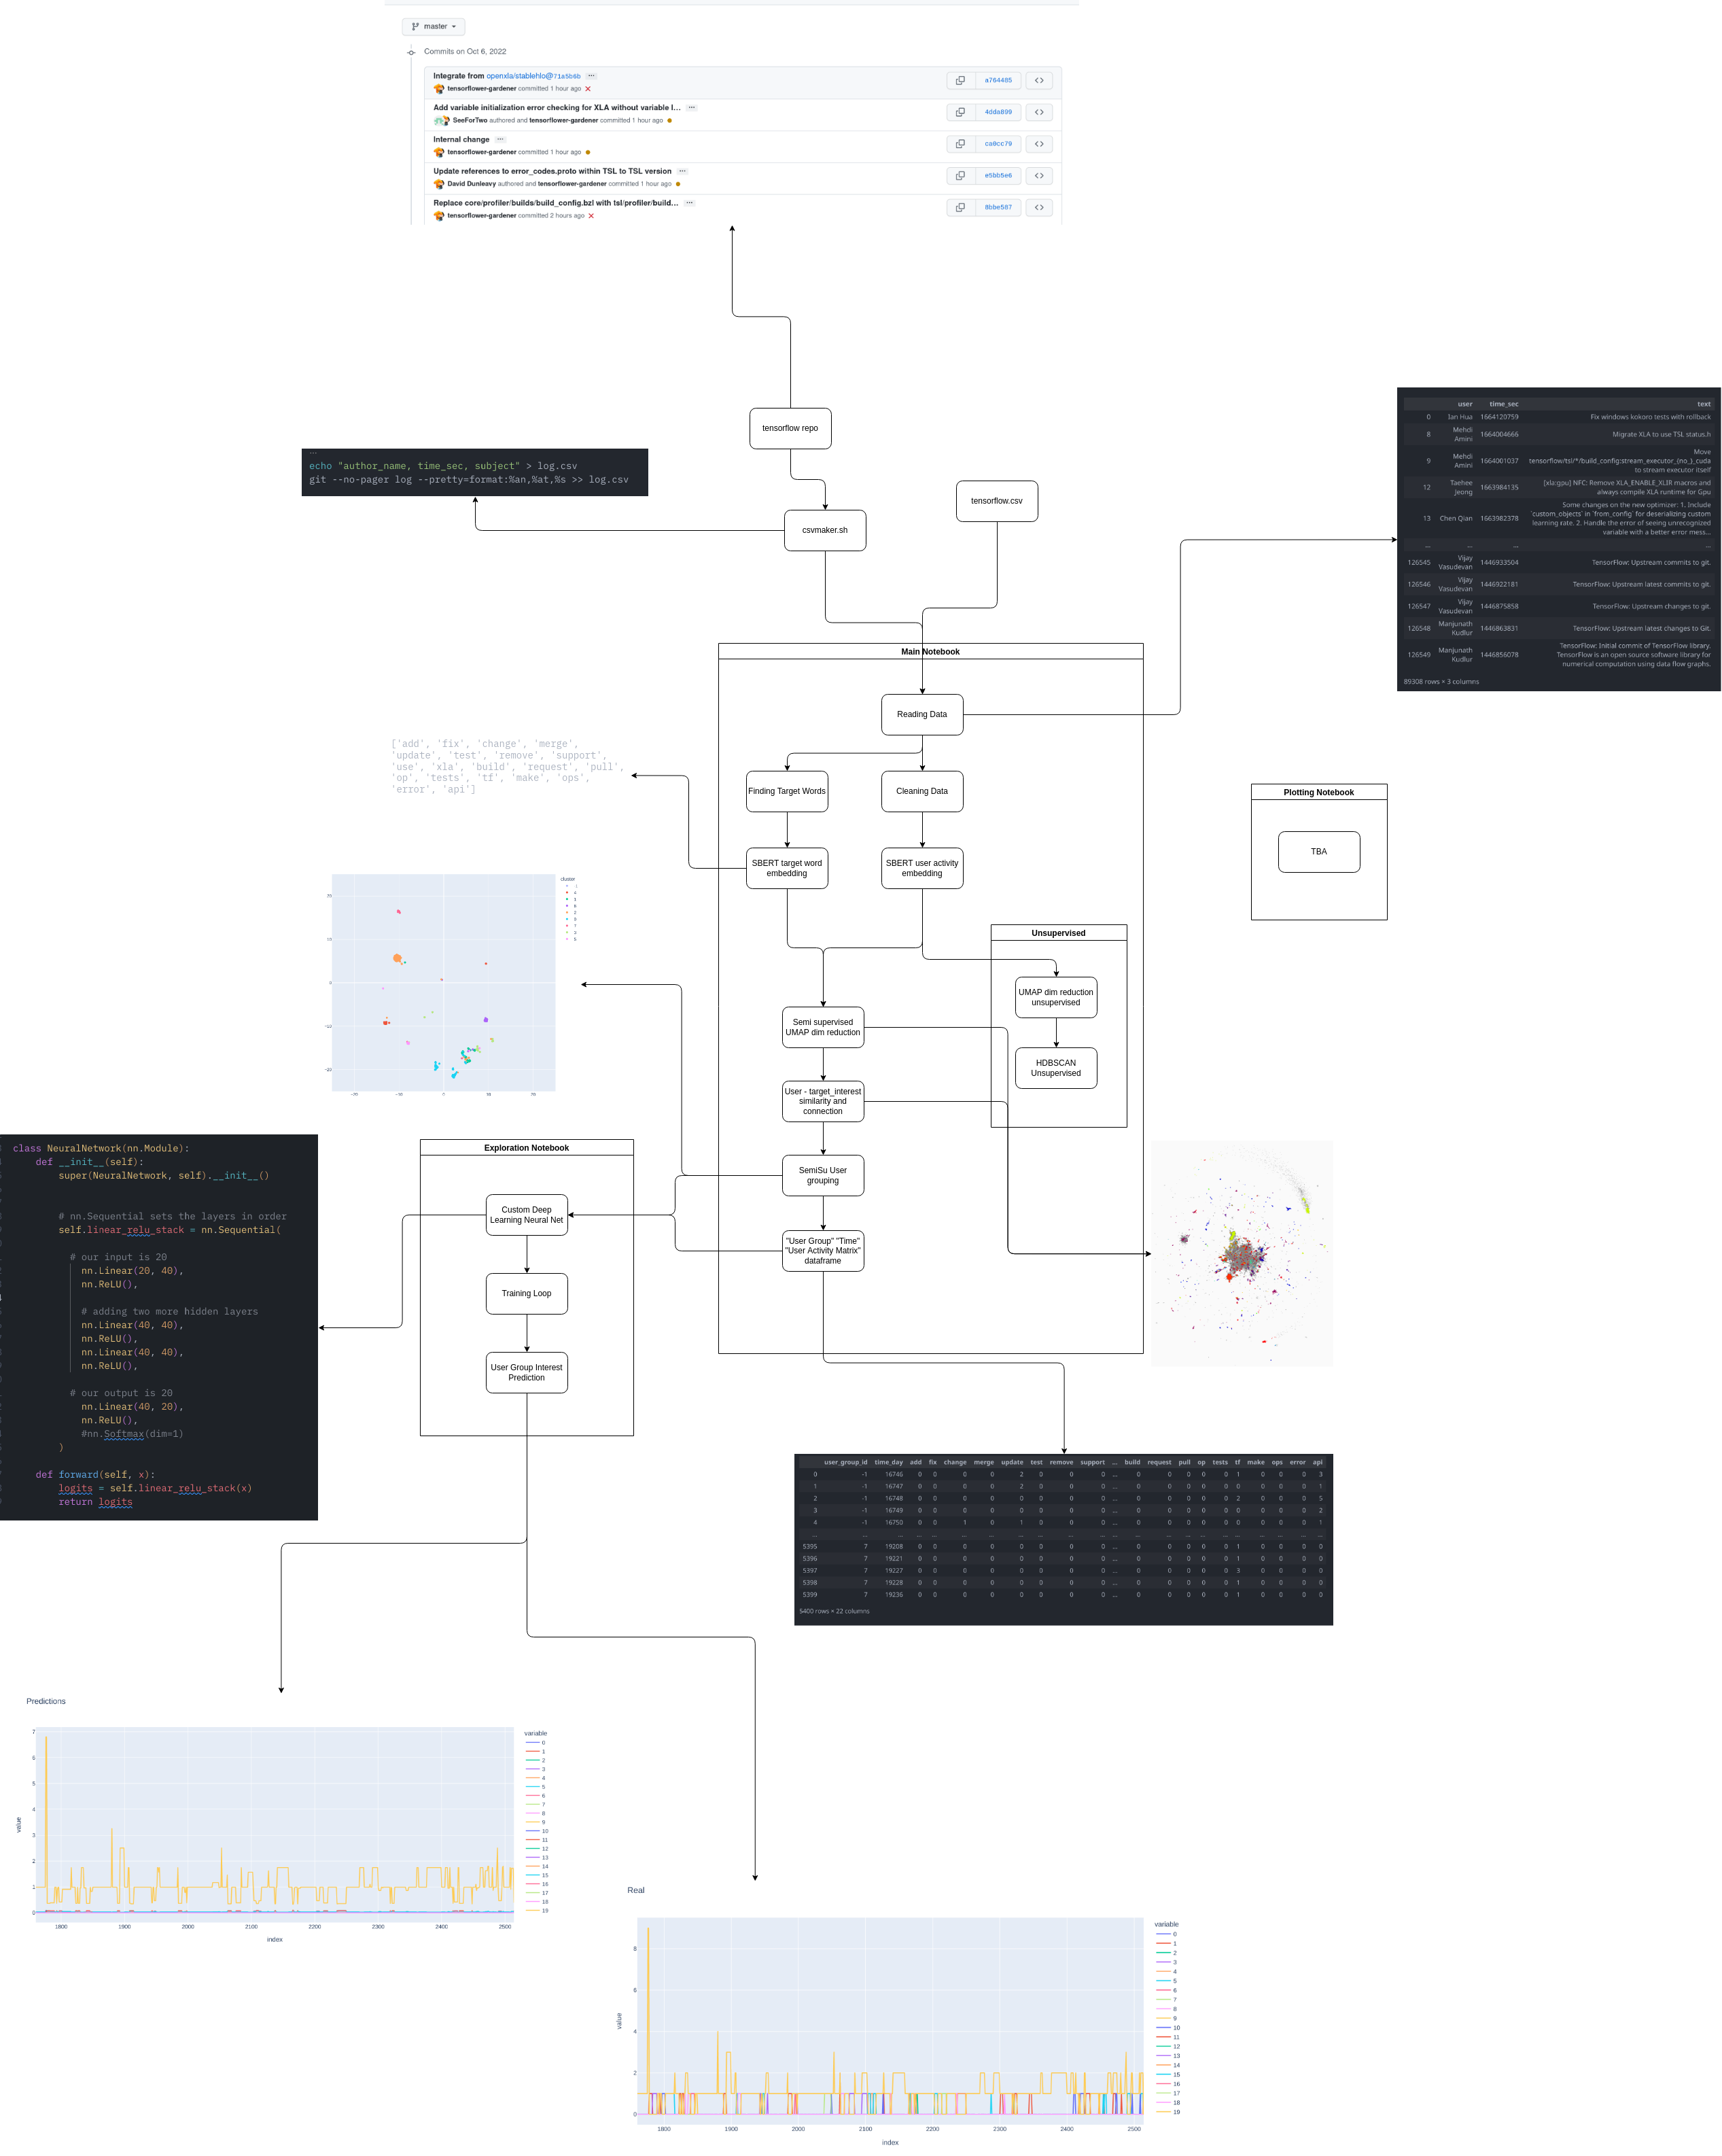 master
Commits on Oct 6, 2022
Integrate from openxla/stablehlo@71a5b6b ...
tensorflower-gardener committed 1 hour ago
a764485
Add variable initialization error checking for XLA without variable l... ...
SeeForTwo authored and tensorflower-gardener committed 1 hour ago
4dda899
Internal change ...
tensorflower-gardener committed 1 hour ago
ca0cc79
Update references to error_codes.proto within TSL to TSL version ...
David Dunleavy authored and tensorflower-gardener committed 1 hour ago
e5bb5e6
Replace core/profiler/builds/build_config.bzl with tsl/profiler/build... ...
tensorflower-gardener committed 2 hours ago
8bbe587
tensorflow repo
echo "author_name, time_sec, subject" > log.csv
git --no-pager log --pretty=format:%an,%at,%s >> log.csv
csvmaker.sh
tensorflow.csv
user time_sec text
0 Ian Hua 1664120759 Fix windows kokoro tests with rollback
8 Mehdi Amini 1664004666 Migrate XLA to use TSL status.h
9 Mehdi Amini 1664001037 Move
tensorflow/tsl/*/build_config:stream_executor_(no_)_cuda
to stream executor itself
12 Taehee Jeong 1663984135 [xla:gpu] NFC: Remove XLA_ENABLE_XLIR macros and
always compile XLA runtime for Gpu
13 Chen Qian 1663982378 Some changes on the new optimizer: 1. Include
`custom_objects` in `from_config` for deserializing custom
learning rate. 2. Handle the error of seeing unrecognized
variable with a better error mess...
... ... ... ...
126545 Vijay Vasudevan 1446933504 TensorFlow: Upstream commits to git.
126546 Vijay Vasudevan 1446922181 TensorFlow: Upstream latest commits to git.
126547 Vijay Vasudevan 1446875858 TensorFlow: Upstream changes to git.
126548 Manjunath Kudlur 1446863831 TensorFlow: Upstream latest changes to Git.
126549 Manjunath Kudlur 1446856078 TensorFlow: Initial commit of TensorFlow library.
TensorFlow is an open source software library for
numerical computation using data flow graphs.
89308 rows × 3 columns
Main Notebook
Reading Data
Finding Target Words
Cleaning Data
SBERT target word
embedding
SBERT user activity
embedding
['add', 'fix', 'change', 'merge',
'update', 'test', 'remove', 'support',
'use', 'xla', 'build', 'request', 'pull',
'op', 'tests', 'tf', 'make', 'ops',
'error', 'api']
Plotting Notebook
TBA
Unsupervised
UMAP dim reduction
unsupervised
HDBSCAN
Unsupervised
Semi supervised
UMAP dim reduction
User - target_interest
similarity and
connection
SemiSu User
grouping
"User Group" "Time"
"User Activity Matrix"
dataframe
cluster
Exploration Notebook
Custom Deep
Learning Neural Net
Training Loop
User Group Interest
Prediction
class NeuralNetwork(nn.Module):
def __init__(self):
super(NeuralNetwork, self).__init__()
# nn.Sequential sets the layers in order
self.linear_relu_stack = nn.Sequential(
# our input is 20
nn.Linear(20, 40),
nn.ReLU(),
# adding two more hidden layers
nn.Linear(40, 40),
nn.ReLU(),
nn.Linear(40, 40),
nn.ReLU(),
# our output is 20
nn.Linear(40, 20),
nn.ReLU(),
#nn.Softmax(dim=1)
)
def forward(self, x):
logits = self.linear_relu_stack(x)
return logits
user_group_id time_day add fix change merge update test remove support ... build request pull op tests tf make ops error api
0 -1 16746 0 0 0 0 2 0 0 0 ... 0 0 0 0 0 1 0 0 0 3
1 -1 16747 0 0 0 0 2 0 0 0 ... 0 0 0 0 0 0 0 0 0 1
2 -1 16748 0 0 0 0 0 0 0 0 ... 0 0 0 0 0 2 0 0 0 5
3 -1 16749 0 0 0 0 0 0 0 0 ... 0 0 0 0 0 0 0 0 0 2
4 -1 16750 0 0 1 0 1 0 0 0 ... 0 0 0 0 0 0 0 0 0 1
... ... ... ... ... ... ... ... ... ... ... ... ... ... ... ... ... ... ... ... ... ...
5395 7 19208 0 0 0 0 0 0 0 0 ... 0 0 0 0 0 1 0 0 0 0
5396 7 19221 0 0 0 0 0 0 0 0 ... 0 0 0 0 0 1 0 0 0 0
5397 7 19227 0 0 0 0 0 0 0 0 ... 0 0 0 0 0 3 0 0 0 0
5398 7 19228 0 0 0 0 0 0 0 0 ... 0 0 0 0 0 1 0 0 0 0
5399 7 19236 0 0 0 0 0 0 0 0 ... 0 0 0 0 0 1 0 0 0 0
5400 rows × 22 columns
Predictions
variable
0
1
2
3
4
5
6
7
8
9
10
11
12
13
14
15
16
17
18
19
7
6
5
4
3
2
1
0
value
1800 1900 2000 2100 2200 2300 2400 2500
index
Real
variable
0
1
2
3
4
5
6
7
8
9
10
11
12
13
14
15
16
17
18
19
8
6
4
2
0
value
1800 1900 2000 2100 2200 2300 2400 2500
index